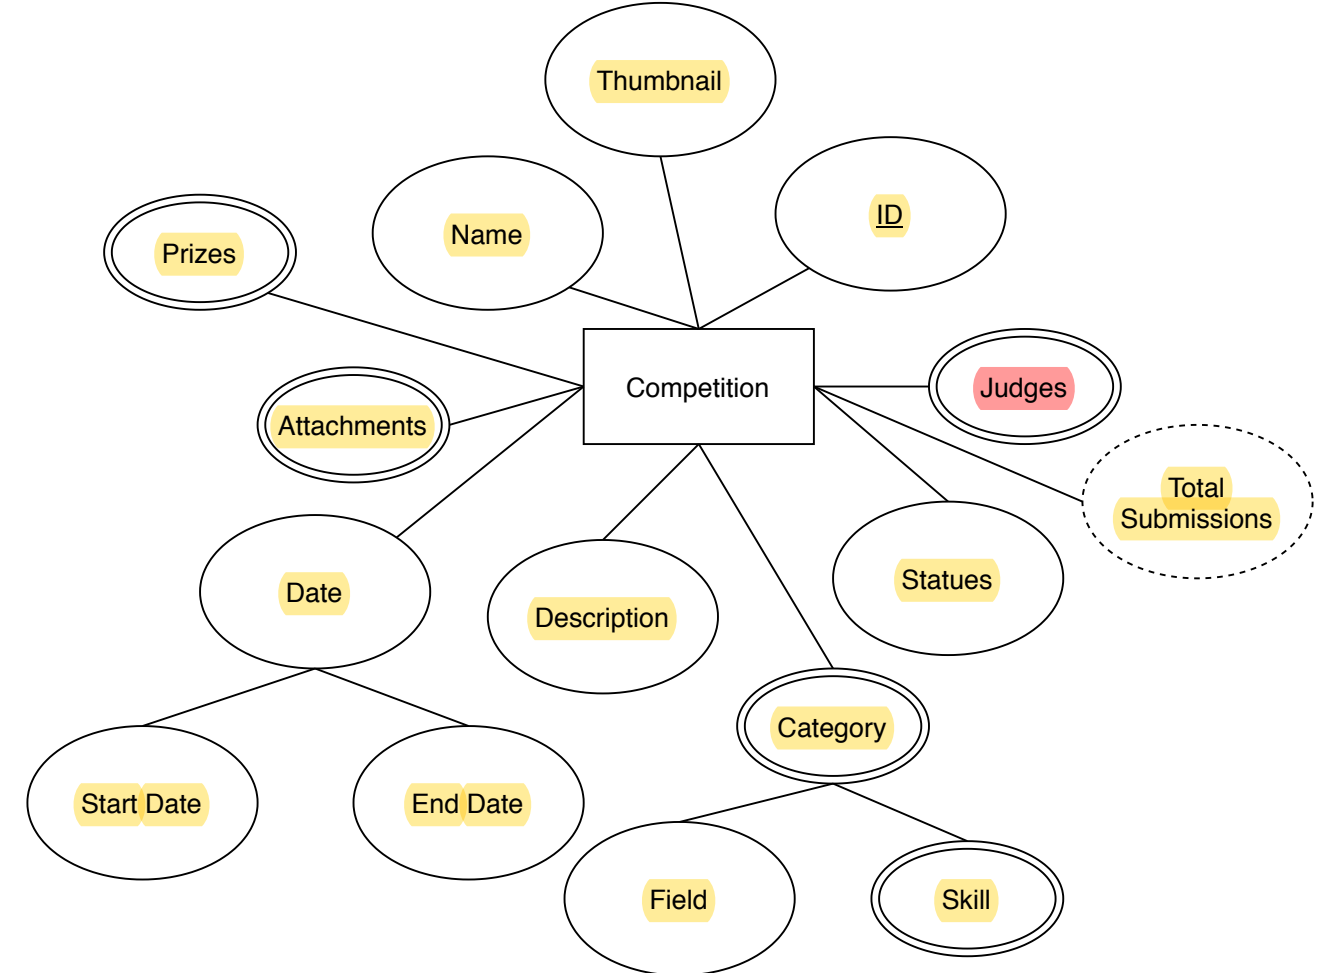 Thumbnail
ID
Name
Prizes
Competition
Judges
Attachments
Total
Submissions
Statues
Date
Description
Category
Start Date
End Date
Field
Skill